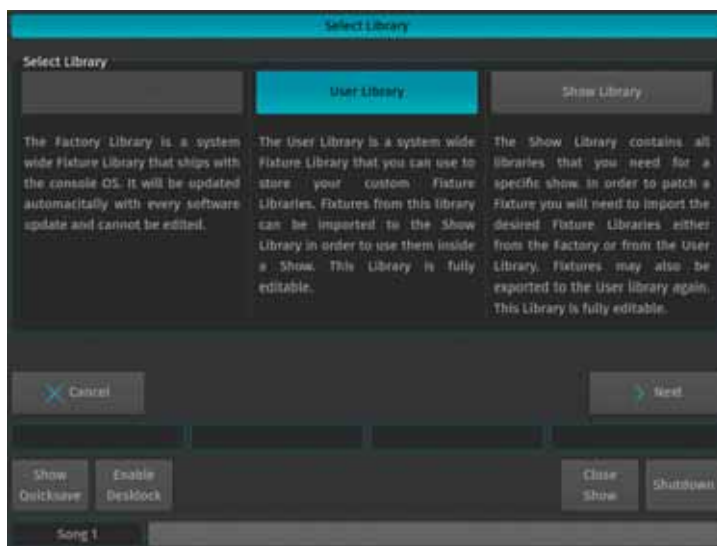 Select Library
Select Library
User Library
Show Library
The Factory Library is a system
wide Fixture Library that ships with
the console OS. It will be updated
automacitally with every software
update and cannot be edited.
The User Library is a system wide
Fixture Library that you can use to
store your custom Fixture
Libraries. Fixtures from this library
can be imported to the Show
Library in order to use them inside
a Show. This Library is fully
editable.
The Show Library contains all
libraries that you need for a
specific show. In order to patch a
Fixture you will need to import the
desired Fixture Libraries either
from the Factory or from the User
Library. Fixtures may also be
exported to the User library again.
This Library is fully editable.
Cancel
Next
Show
Quicksave
Enable
Desklock
Close
Show
Shutdown
Song 1